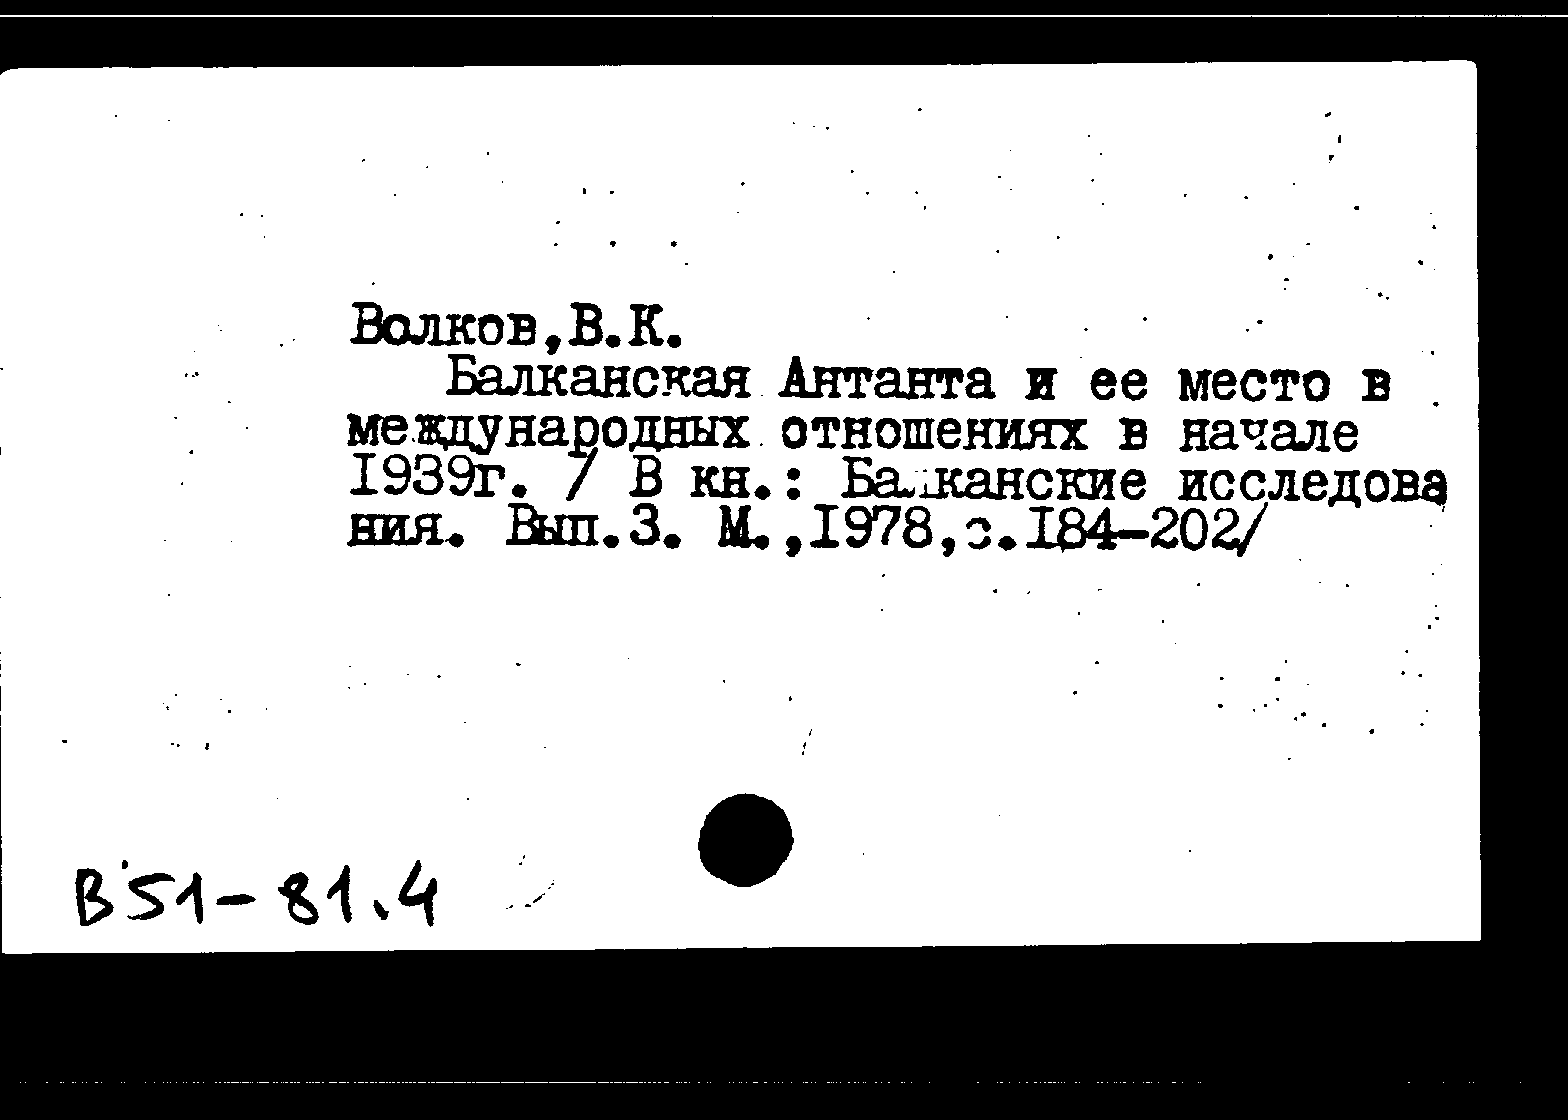 Волков,В.К.
Балканская Антанта и ее место в
международных отношениях в начале
1939г. / В кн.: Балканские исследова
ния. Вып.3. М.,1978,с.184-202/
B51-81.4